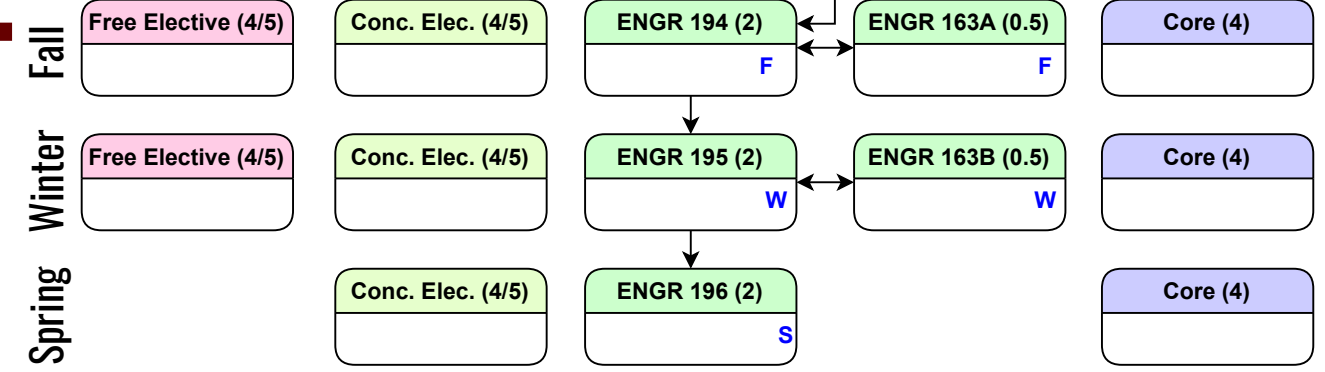 Fall
Free Elective (4/5)
Conc. Elec. (4/5)
ENGR 194 (2)
F
ENGR 163A (0.5)
F
Core (4)
Winter
Free Elective (4/5)
Conc. Elec. (4/5)
ENGR 195 (2)
W
ENGR 163B (0.5)
W
Core (4)
Spring
Conc. Elec. (4/5)
ENGR 196 (2)
S
Core (4)